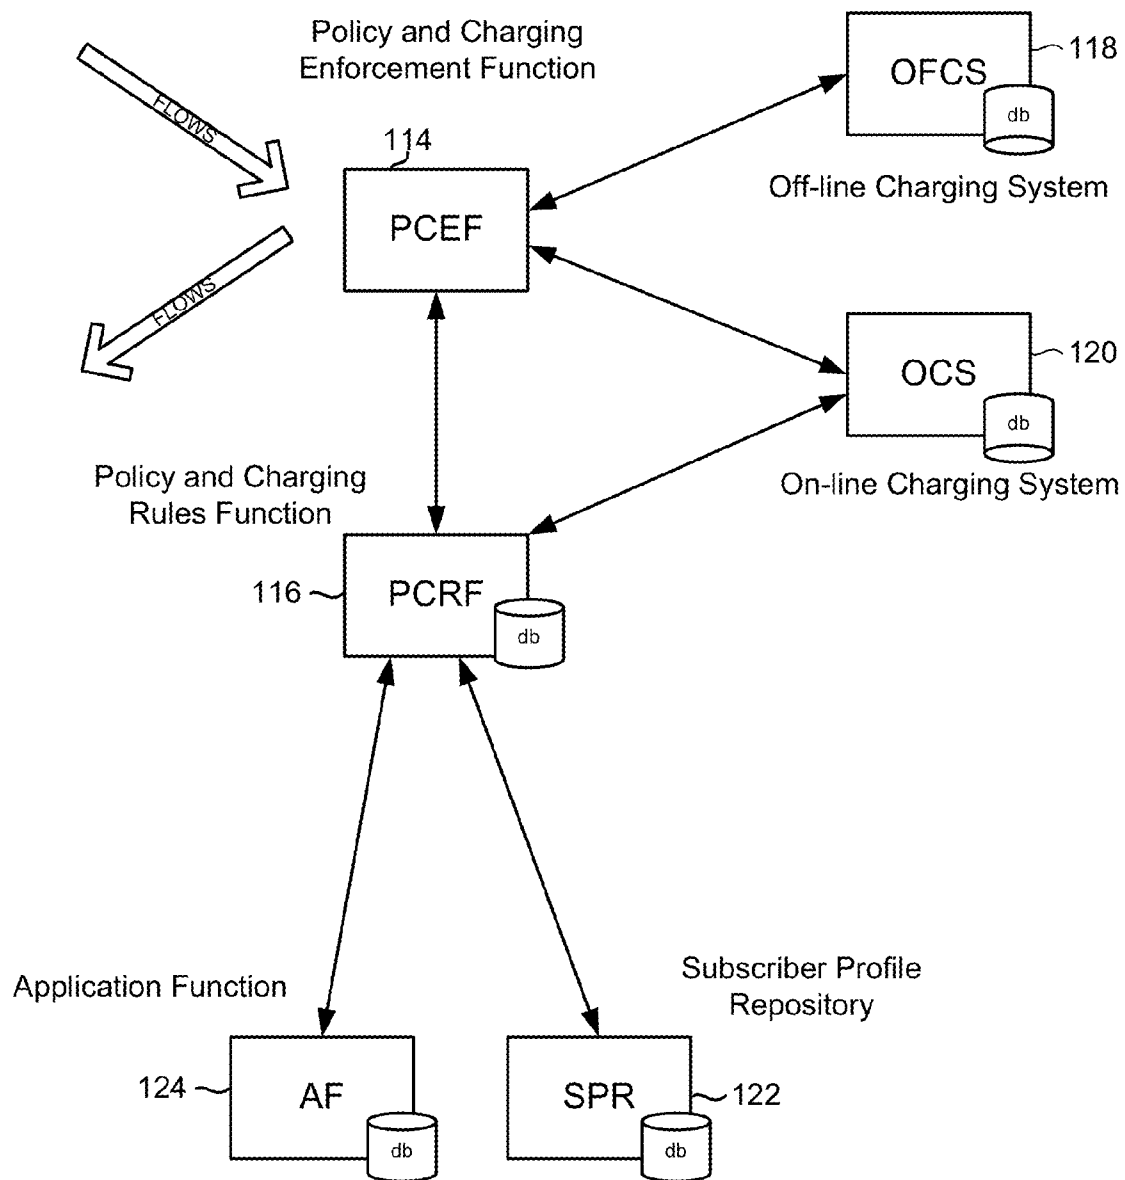 Policy and Charging
Enforcement Function
FLOWS
114
PCEF
FLOWS
OFCS
118
db
Off-line Charging System
OCS
120
db
On-line Charging System
Policy and Charging
Rules Function
116
PCRF
db
Application Function
Subscriber Profile
Repository
124
AF
db
SPR
122
db